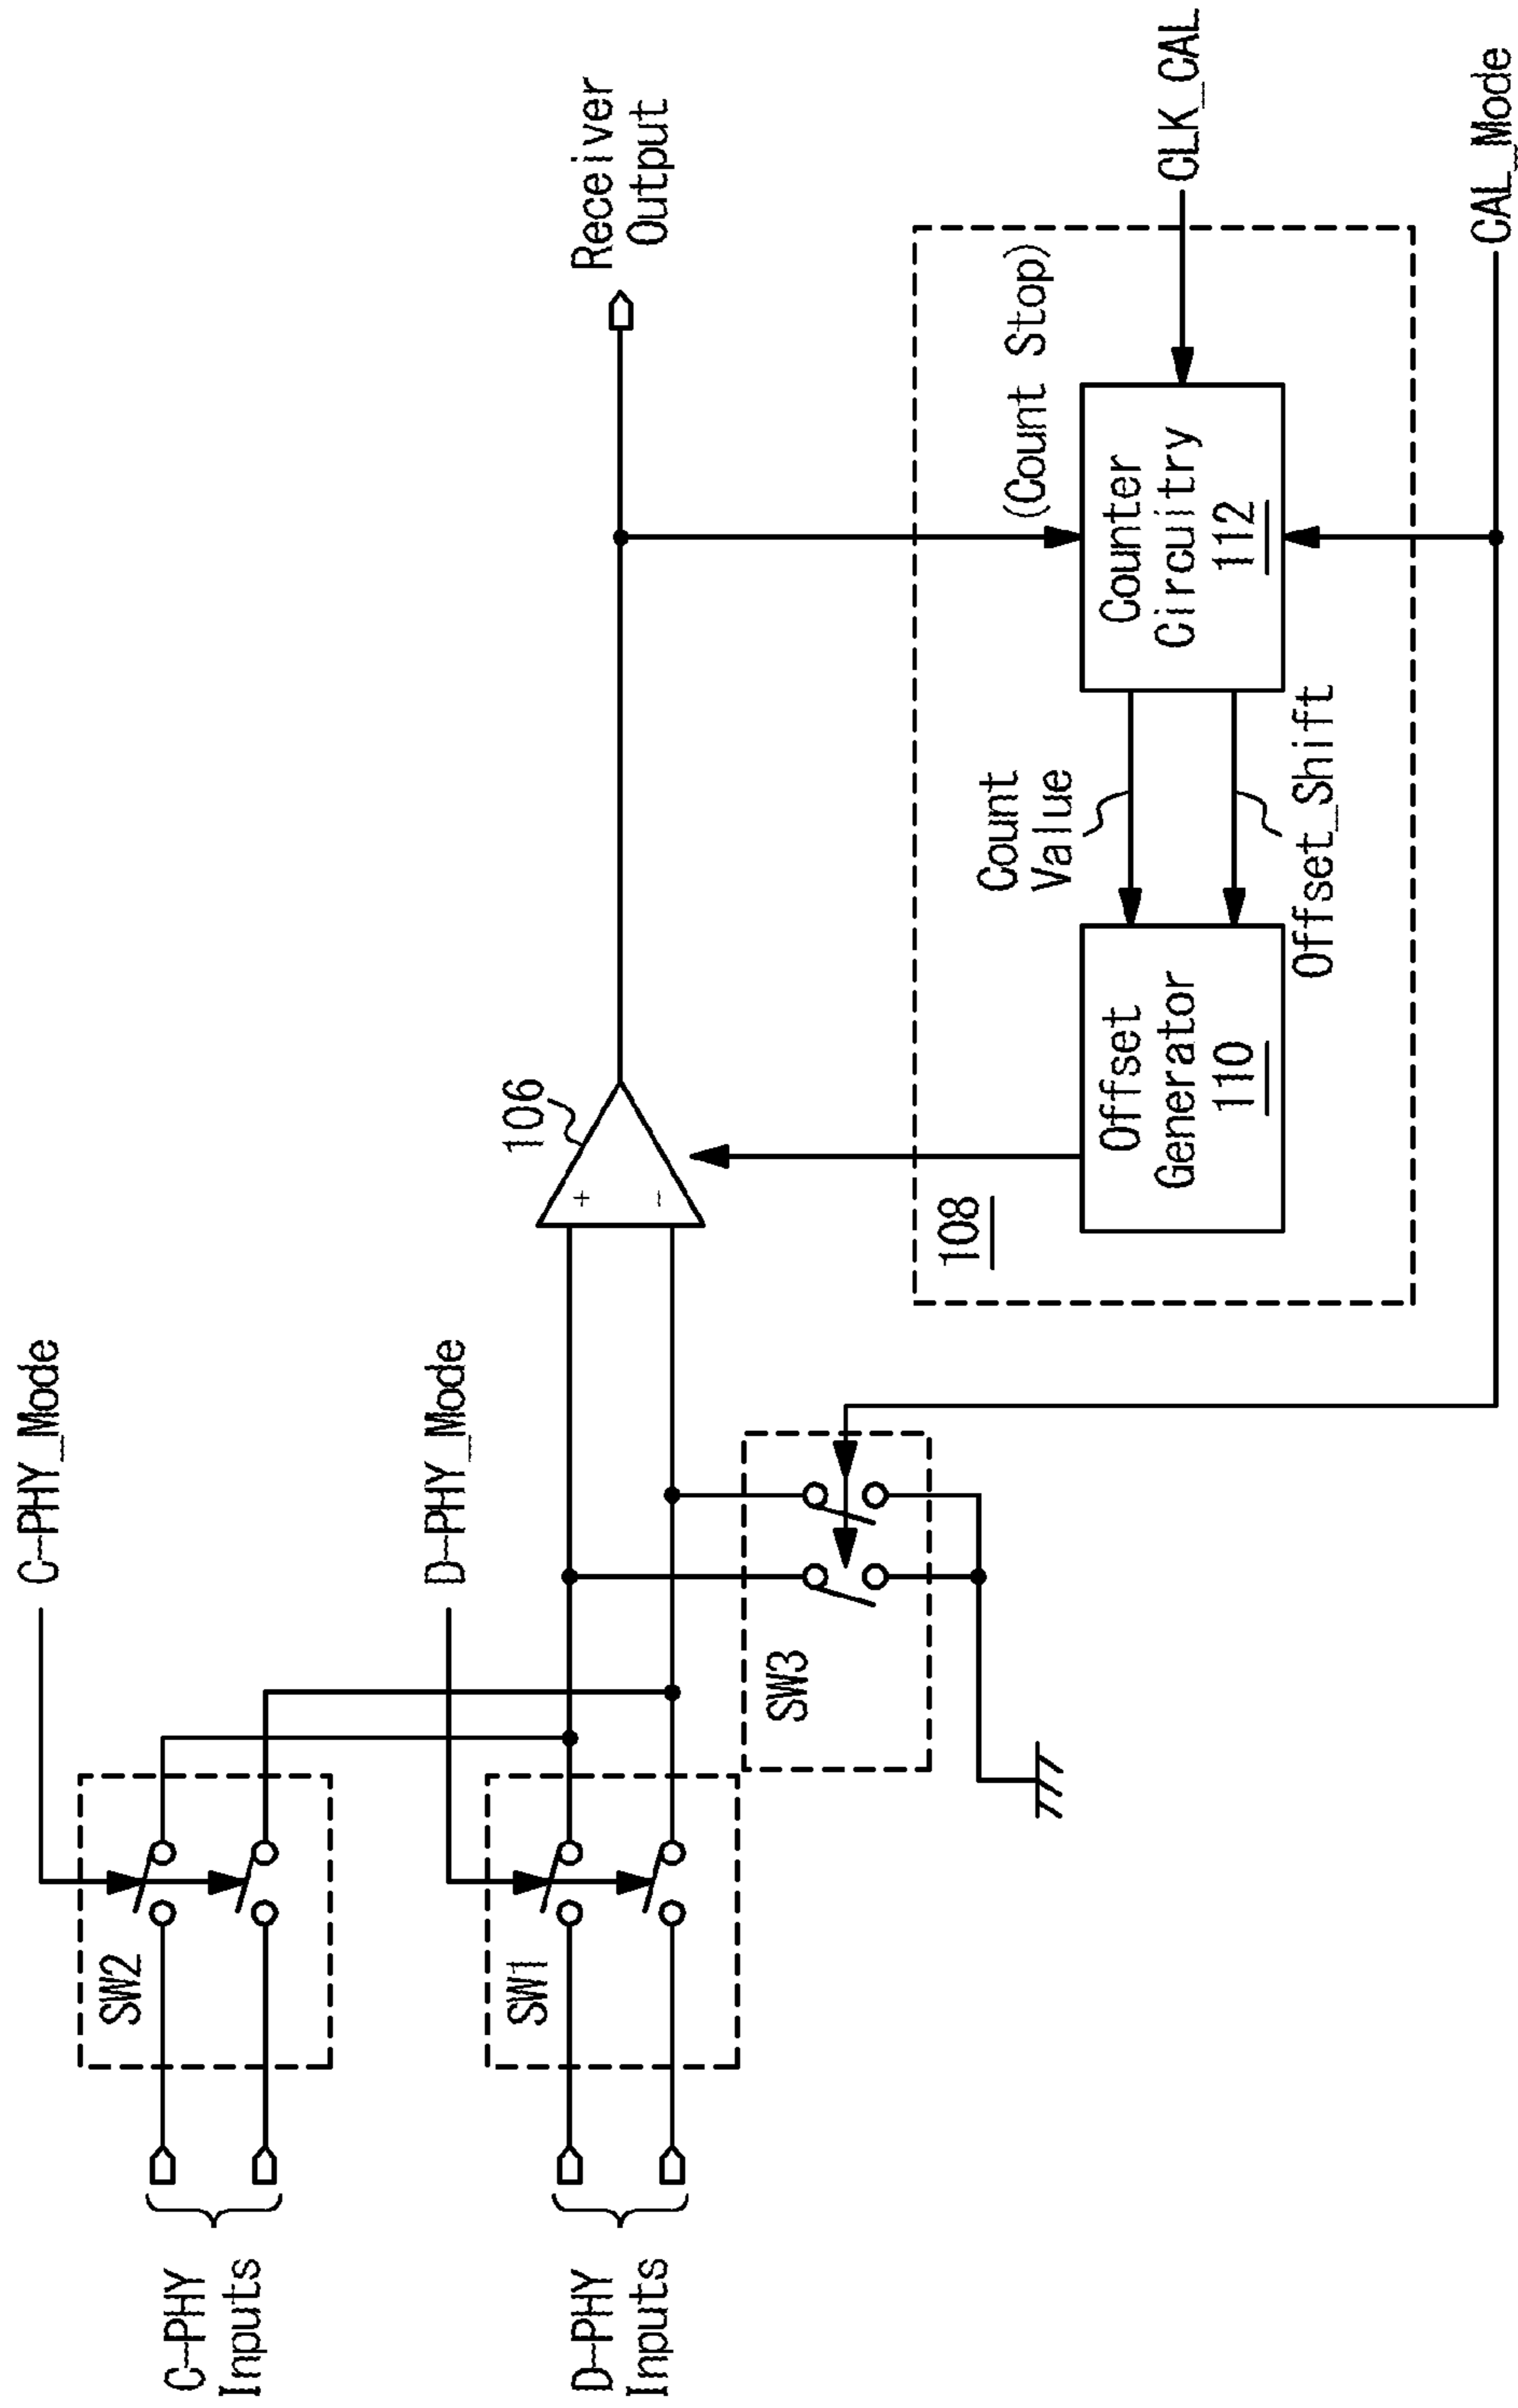 C-PHY_Mode
C-PHY
Inputs
SW2
D-PHY_Mode
D-PHY
Inputs
SW1
SW3
106
+
-
Receiver
Output
108
Offset
Generator
110
Count
Value
Offset_Shift
(Count Stop)
Counter
Circuitry
112
CLK_CAL
CAL_Mode